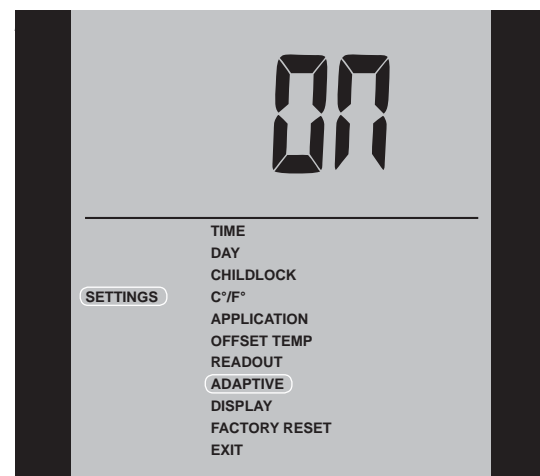 ON
TIME
DAY
CHILDLOCK
SETTINGS C°/F°
APPLICATION
OFFSET TEMP
READOUT
ADAPTIVE
DISPLAY
FACTORY RESET
EXIT